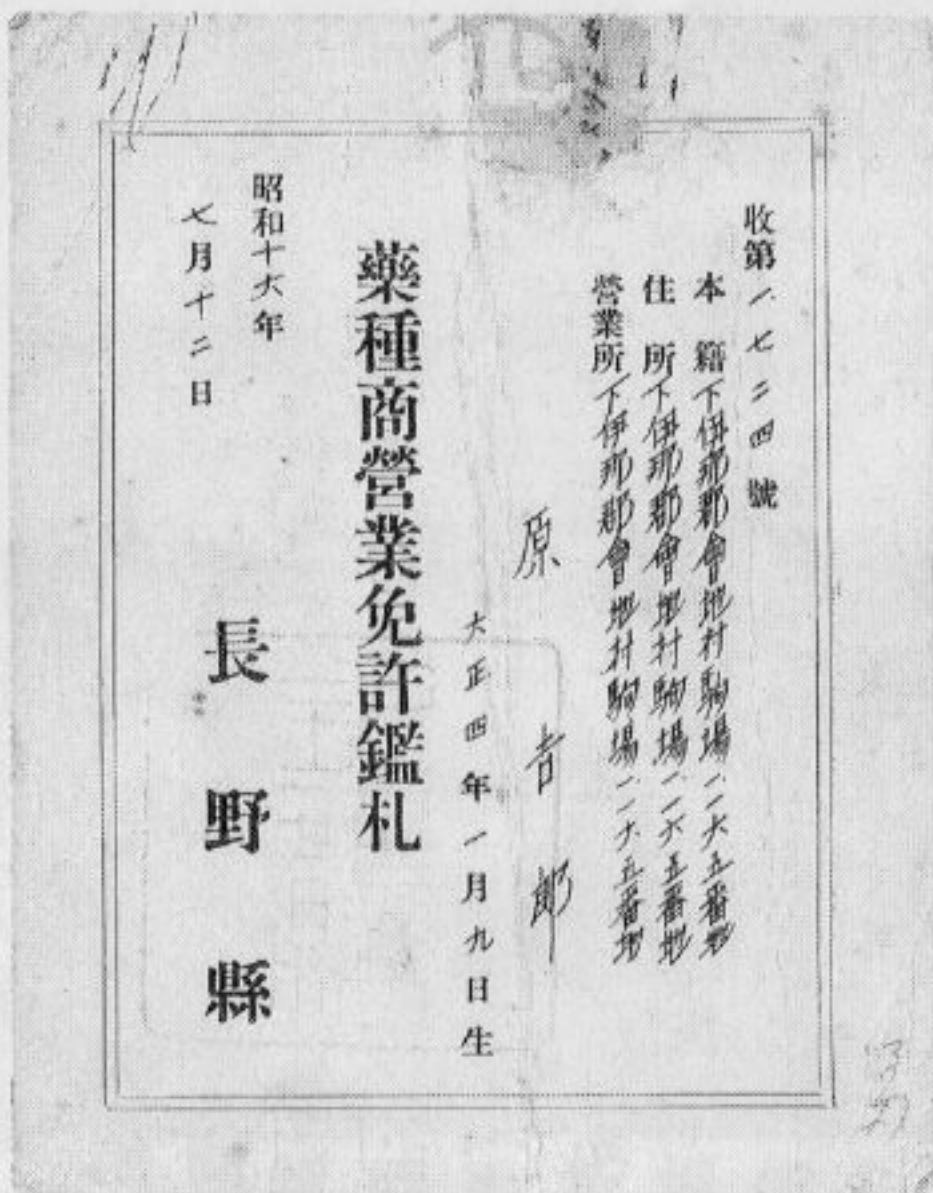 收第一七二四號
本籍下伊那郡會地村駒場一一六五番地
住所下伊那郡會地村駒場一一六五番地
營業所下伊那郡會地村駒場一一六五番地
原吉郎
大正四年一月九日生
藥種商營業免許鑑札
昭和十六年
七月十二日
長野縣